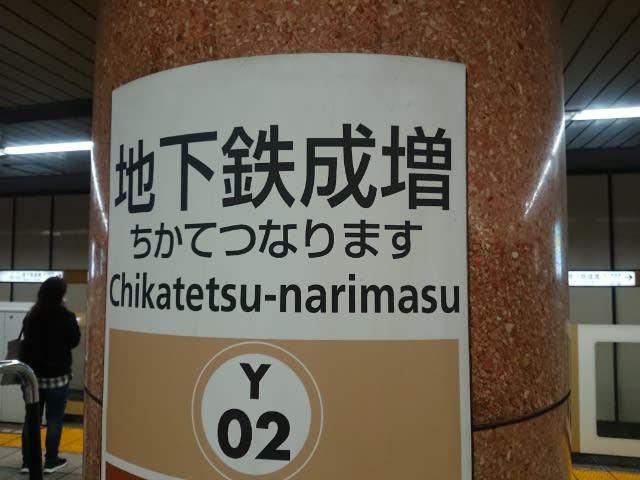 地下鉄成増
ちかてつなります
Chikatetsu-narimasu
Y
02